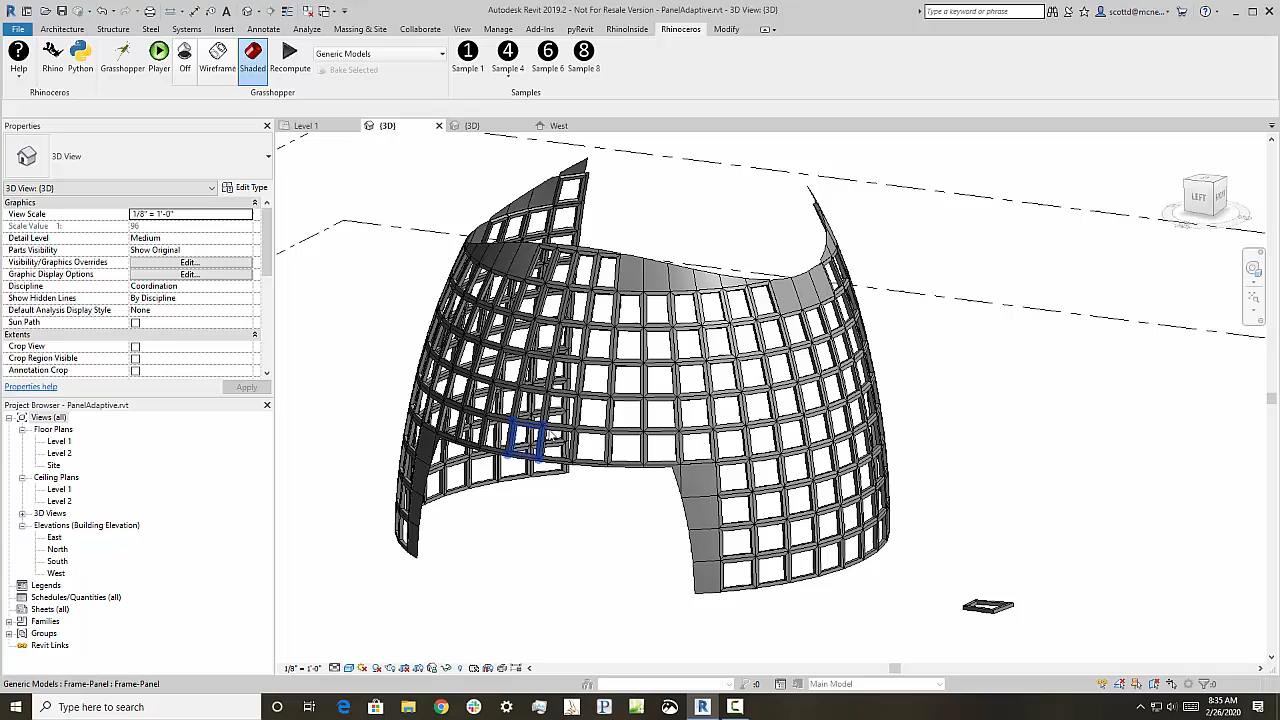 Autodesk Revit 2019.2 - Not For Resale Version - PanelAdaptive.rvt - 3D View: {3D}
Type a keyword or phrase
scottd@mcne...
File Architecture Structure Steel Systems Insert Annotate Analyze Massing & Site Collaborate View Manage Add-Ins pyRevit RhinoInside Rhinoceros Modify
Help Rhino Python Grasshopper Player Off Wireframe Shaded Recompute
Generic Models
Bake Selected
1 4 6 8
Sample 1 Sample 4 Sample 6 Sample 8
Rhinoceros Grasshopper Samples
Properties
Level 1 {3D} {3D} West
3D View
3D View: {3D} Edit Type
Graphics
View Scale 1/8" = 1'-0"
Scale Value 1: 96
Detail Level Medium
Parts Visibility Show Original
Visibility/Graphics Overrides Edit...
Graphic Display Options Edit...
Discipline Coordination
Show Hidden Lines By Discipline
Default Analysis Display Style None
Sun Path
Extents
Crop View
Crop Region Visible
Annotation Crop
Properties help Apply
Project Browser - PanelAdaptive.rvt
Views (all)
Floor Plans
Level 1
Level 2
Site
Ceiling Plans
Level 1
Level 2
3D Views
Elevations (Building Elevation)
East
North
South
West
Legends
Schedules/Quantities (all)
Sheets (all)
Families
Groups
Revit Links
1/8" = 1'-0"
Generic Models : Frame-Panel : Frame-Panel
:0
Main Model
:0
Type here to search
8:35 AM
2/26/2020